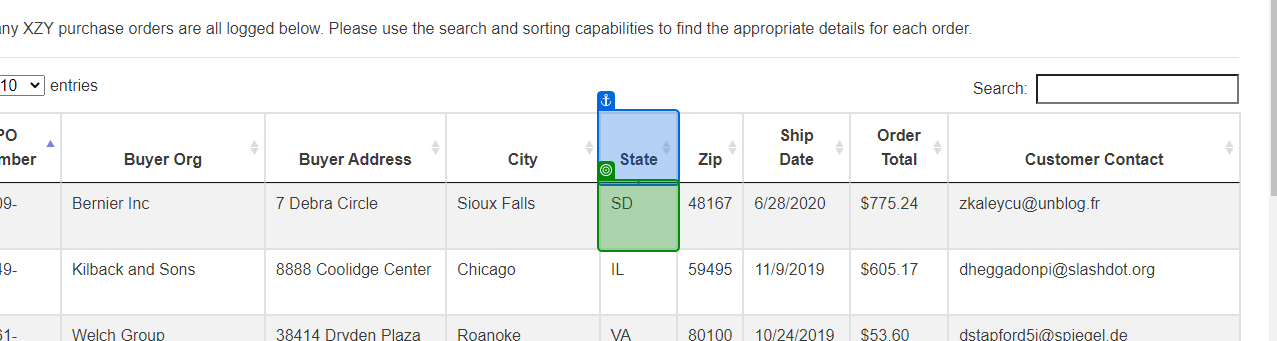 any XZY purchase orders are all logged below. Please use the search and sorting capabilities to find the appropriate details for each order.
10 entries Search:
PO
mber Buyer Org Buyer Address City State Zip Ship Date Order Total Customer Contact
09- Bernier Inc 7 Debra Circle Sioux Falls SD 48167 6/28/2020 $775.24 zkaleycu@unblog.fr
49- Kilback and Sons 8888 Coolidge Center Chicago IL 59495 11/9/2019 $605.17 dheggadonpi@slashdot.org
61- Welch Group 38414 Dryden Plaza Roanoke VA 80100 10/24/2019 $53.60 dstapford5i@spiegel.de